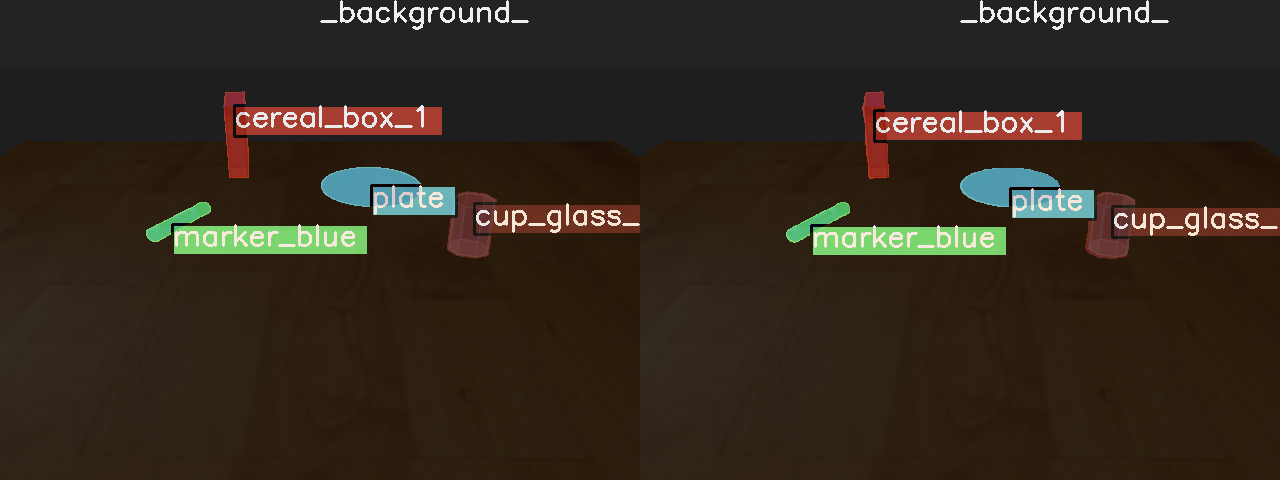 _background_
_background_
cereal_box_1
cereal_box_1
plate
plate
cup_glass_
cup_glass_
marker_blue
marker_blue